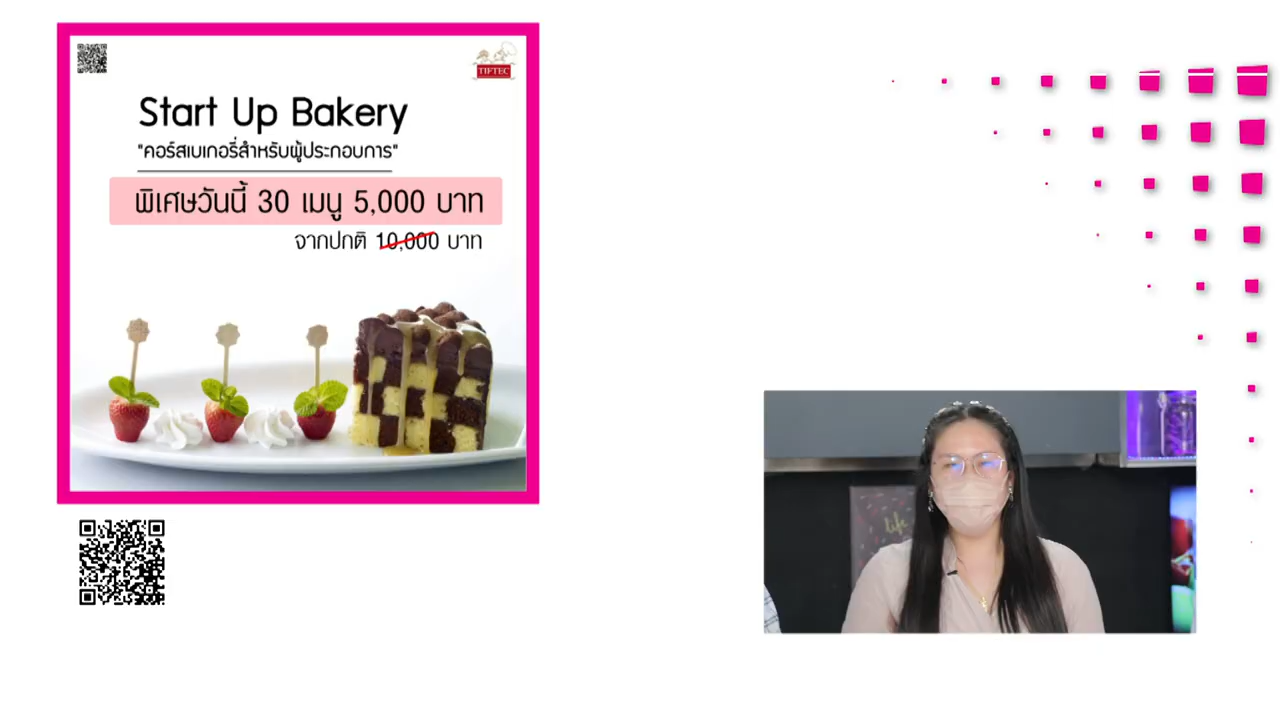 TIFTEC
Start Up Bakery
"คอร์สเบเกอรี่สำหรับผู้ประกอบการ"
พิเศษวันนี้ 30 เมนู 5,000 บาท
จากปกติ 10,000 บาท
life